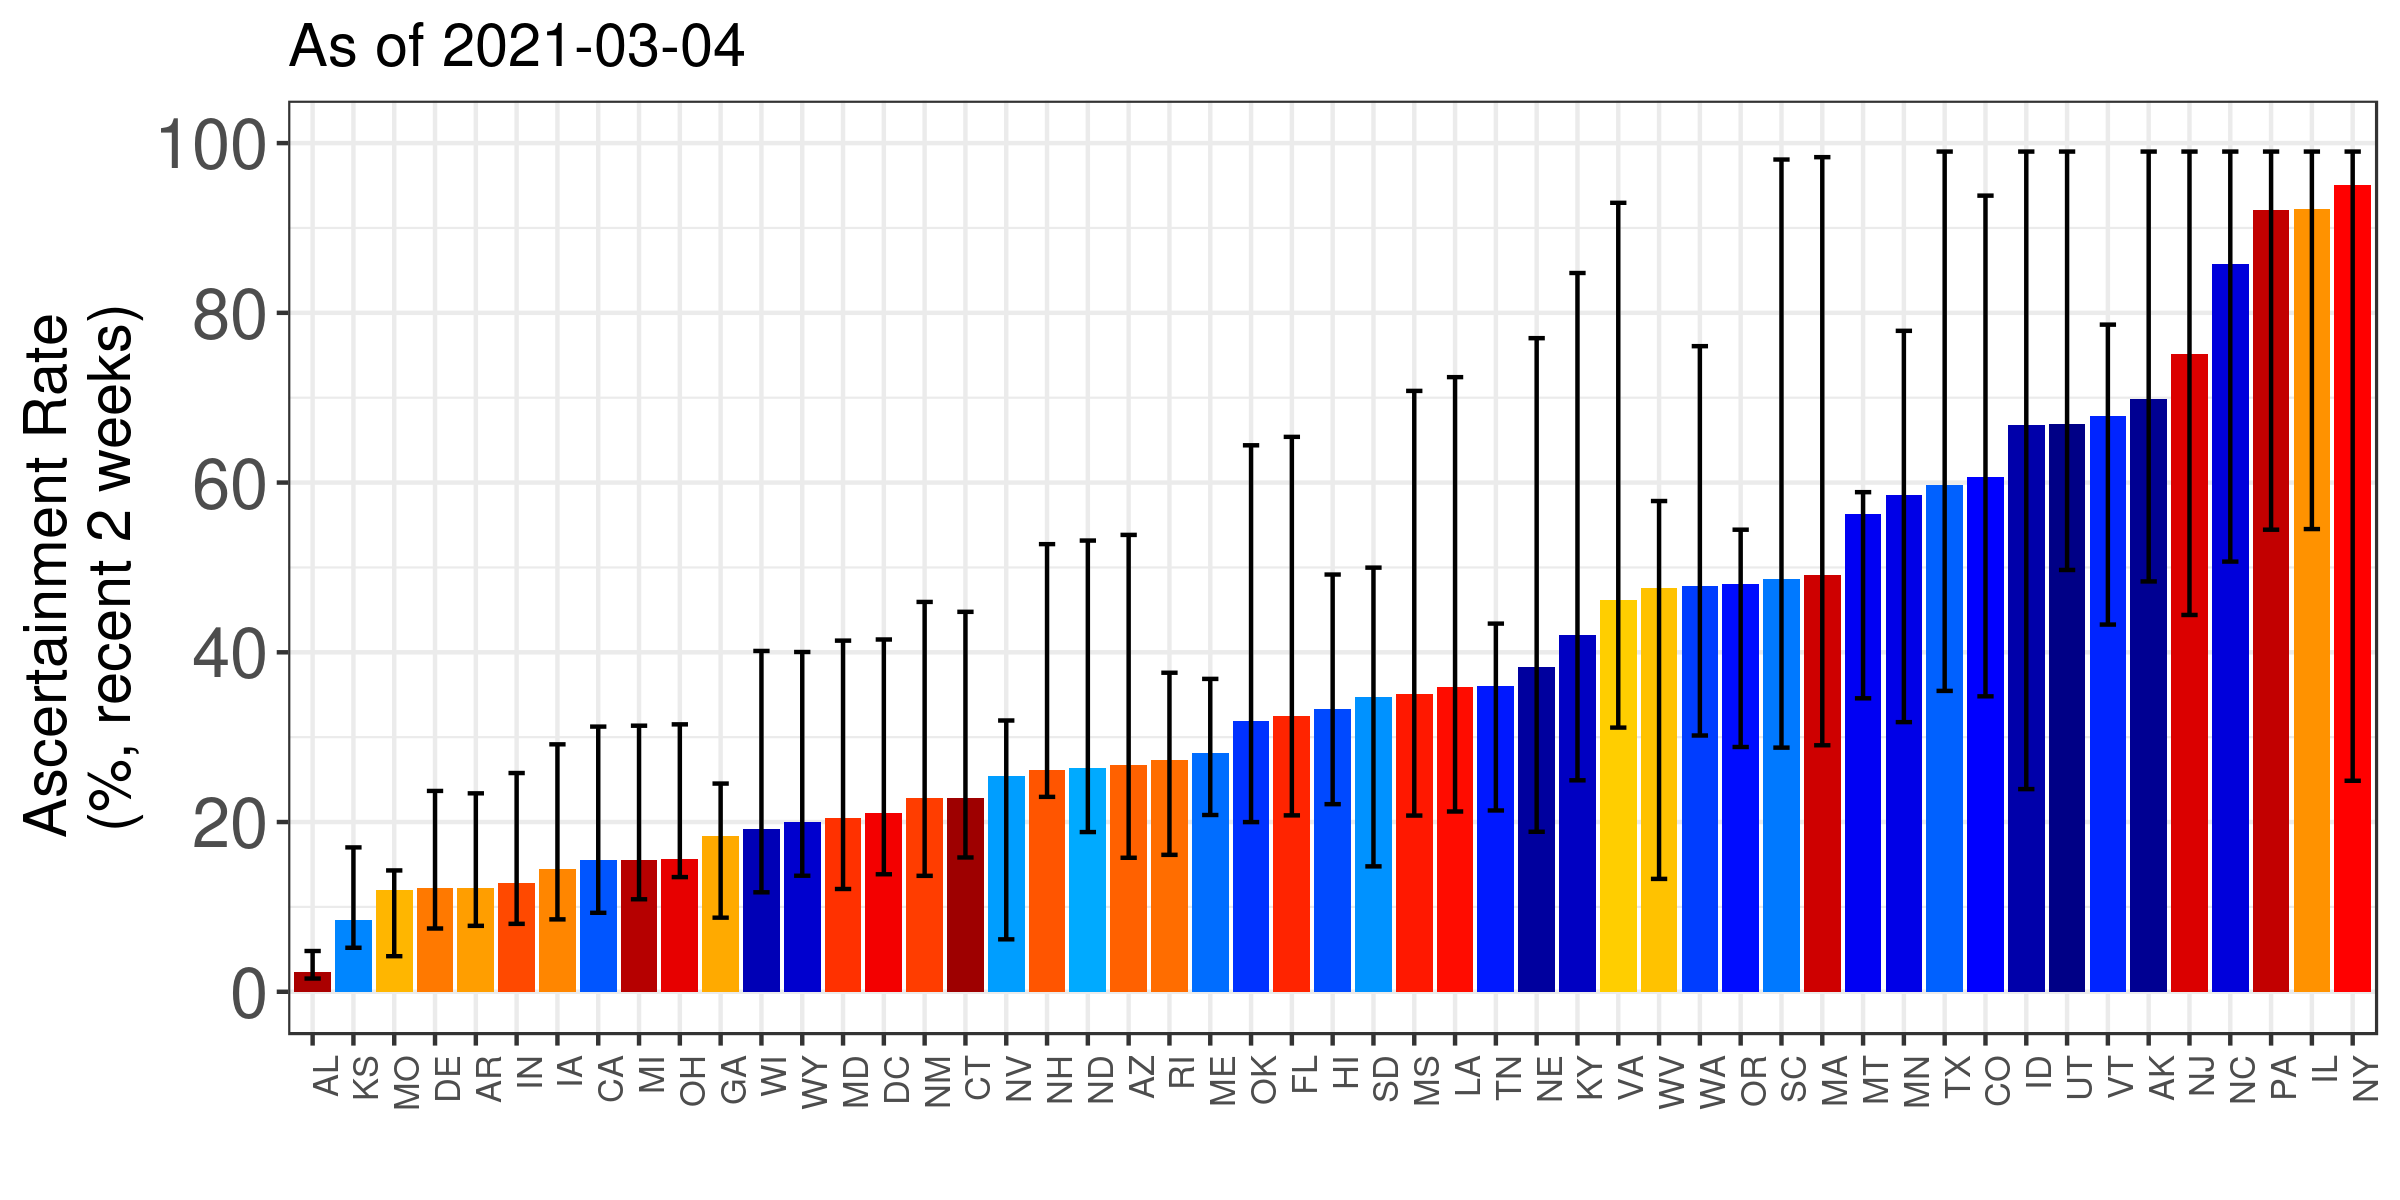 As of 2021-03-04
Ascertainment Rate
(%, recent 2 weeks)
100
80
60
40
20
0
AL KS MO DE AR IN IA CA MI OH GA WI WY MD DC NM CT NV NH ND AZ RI ME OK FL HI SD MS LA TN NE KY VA WV WA OR SC MA MT MN TX CO ID UT VT AK NJ NC PA IL NY